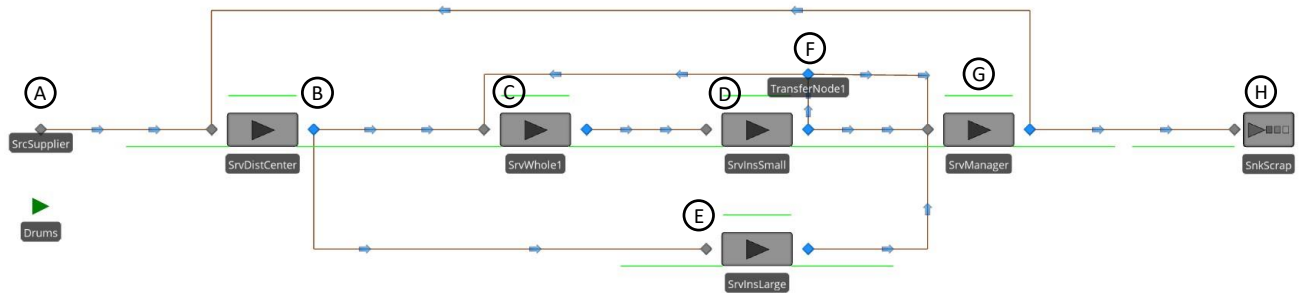 F
A
B
C
D
G
H
TransferNode1
SrcSupplier
SrvDistCenter
SrvWhole1
SrvInsSmall
SrvManager
SnkScrap
E
Drums
SrvInsLarge